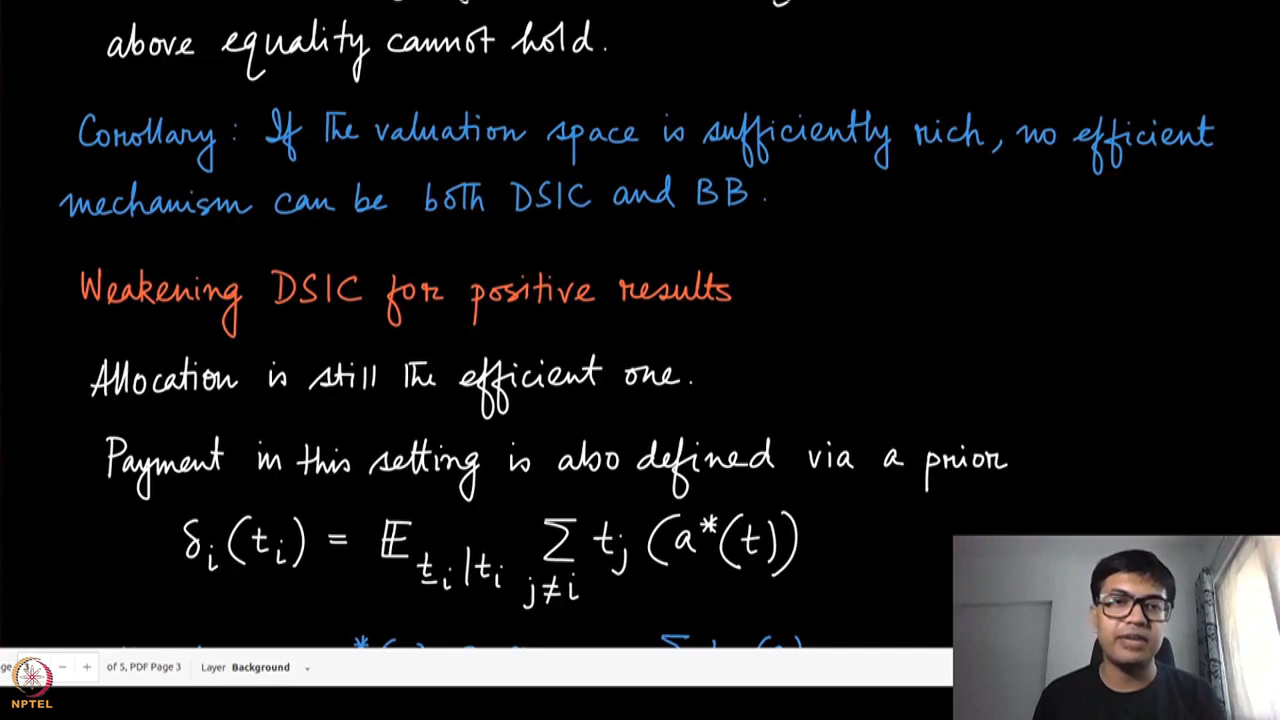 above equality cannot hold.
Corollary : If the valuation space is sufficiently rich, no efficient
mechanism can be both DSIC and BB.
Weakening DSIC for positive results
Allocation is still the efficient one.
Payment in this setting is also defined via a prior
δ_i(t_i) = 𝔼_{t_{-i}|t_i} Σ_{j≠i} t_j (a*(t))
of 5, PDF Page 3 Layer Background
NPTEL